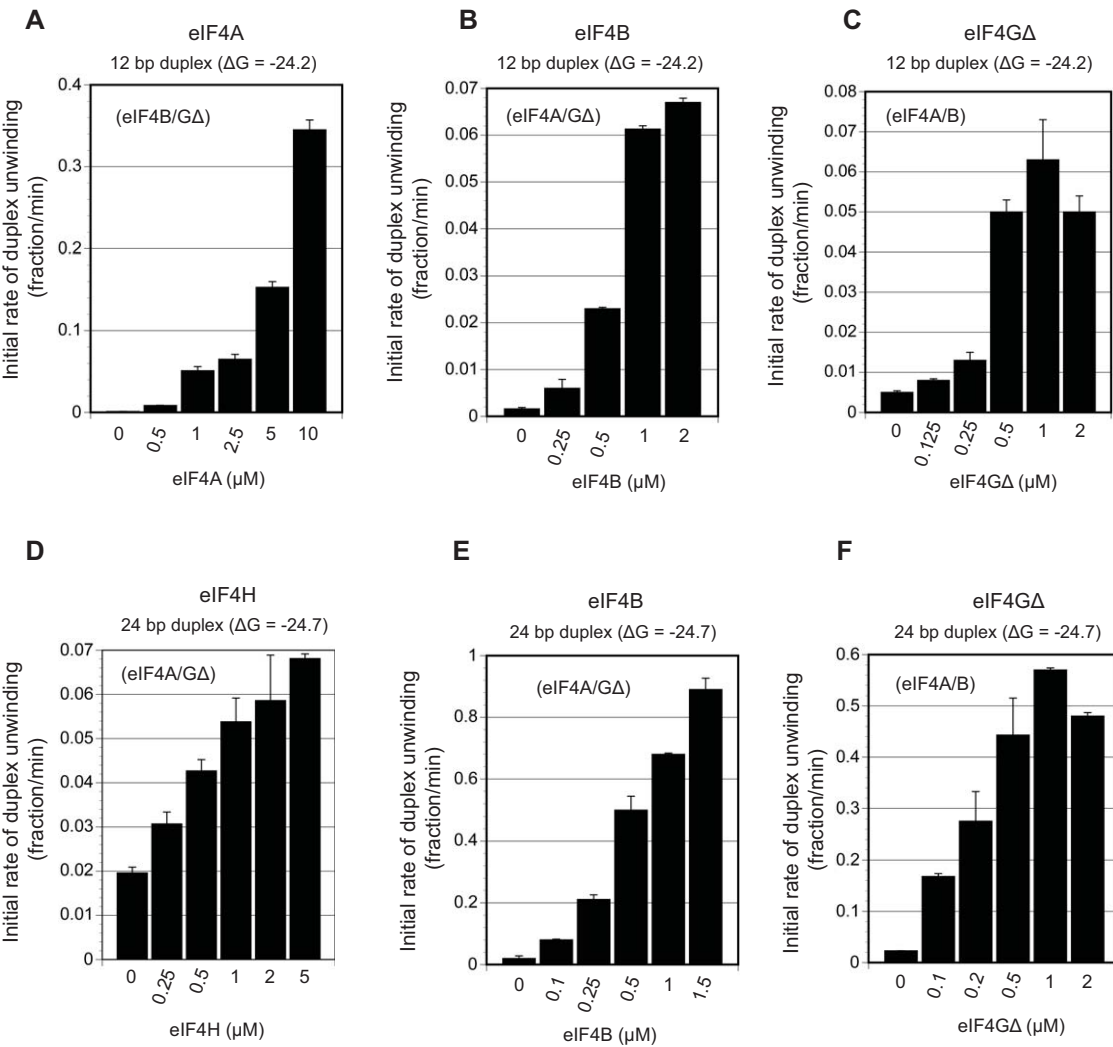 A
eIF4A
12 bp duplex (ΔG = -24.2)
(eIF4B/GΔ)
Initial rate of duplex unwinding
(fraction/min)
0.4
0.3
0.2
0.1
0
0 0.5 1 2.5 5 10
eIF4A (µM)
B
eIF4B
12 bp duplex (ΔG = -24.2)
(eIF4A/GΔ)
Initial rate of duplex unwinding
(fraction/min)
0.07
0.06
0.05
0.04
0.03
0.02
0.01
0
0 0.25 0.5 1 2
eIF4B (µM)
C
eIF4GΔ
12 bp duplex (ΔG = -24.2)
(eIF4A/B)
Initial rate of duplex unwinding
(fraction/min)
0.08
0.07
0.06
0.05
0.04
0.03
0.02
0.01
0
0 0.125 0.25 0.5 1 2
eIF4GΔ (µM)
D
eIF4H
24 bp duplex (ΔG = -24.7)
(eIF4A/GΔ)
Initial rate of duplex unwinding
(fraction/min)
0.07
0.06
0.05
0.04
0.03
0.02
0.01
0
0 0.25 0.5 1 2 5
eIF4H (µM)
E
eIF4B
24 bp duplex (ΔG = -24.7)
(eIF4A/GΔ)
Initial rate of duplex unwinding
(fraction/min)
1
0.8
0.6
0.4
0.2
0
0 0.1 0.25 0.5 1 1.5
eIF4B (µM)
F
eIF4GΔ
24 bp duplex (ΔG = -24.7)
(eIF4A/B)
Initial rate of duplex unwinding
(fraction/min)
0.6
0.5
0.4
0.3
0.2
0.1
0
0 0.1 0.2 0.5 1 2
eIF4GΔ (µM)